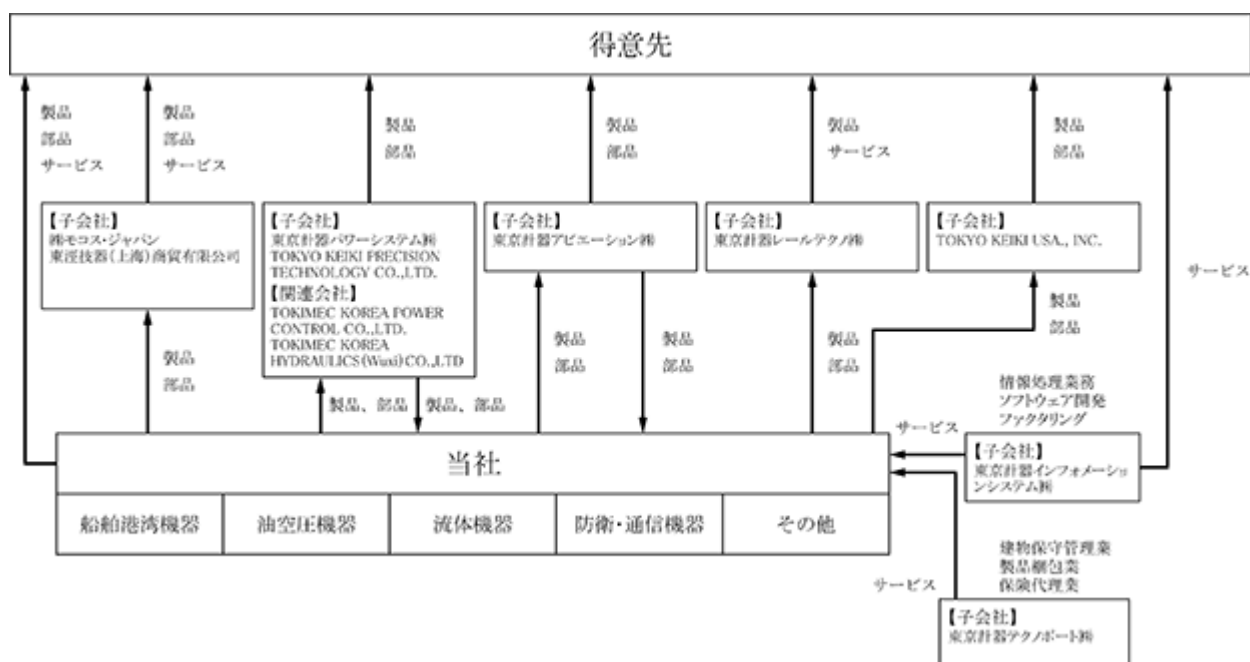 得意先
製品
部品
サービス
製品
部品
サービス
製品
部品
製品
部品
製品
サービス
製品
部品
サービス
【子会社】
㈱モコス・ジャパン
東涇技器(上海)商貿有限公司
【子会社】
東京計器パワーシステム㈱
TOKYO KEIKI PRECISION
TECHNOLOGY CO.,LTD.
【関連会社】
TOKIMEC KOREA POWER
CONTROL CO.,LTD.
TOKIMEC KOREA
HYDRAULICS(Wuxi)CO.,LTD
【子会社】
東京計器アビエーション㈱
【子会社】
東京計器レールテクノ㈱
【子会社】
TOKYO KEIKI USA., INC.
製品
部品
製品、部品
製品、部品
製品
部品
製品
部品
製品
部品
製品
部品
情報処理業務
ソフトウェア開発
ファクタリング
サービス
【子会社】
東京計器インフォメーショ
ンシステム㈱
当社
船舶港湾機器
油空圧機器
流体機器
防衛・通信機器
その他
建物保守管理業
製品梱包業
保険代理業
サービス
【子会社】
東京計器テクノポート㈱